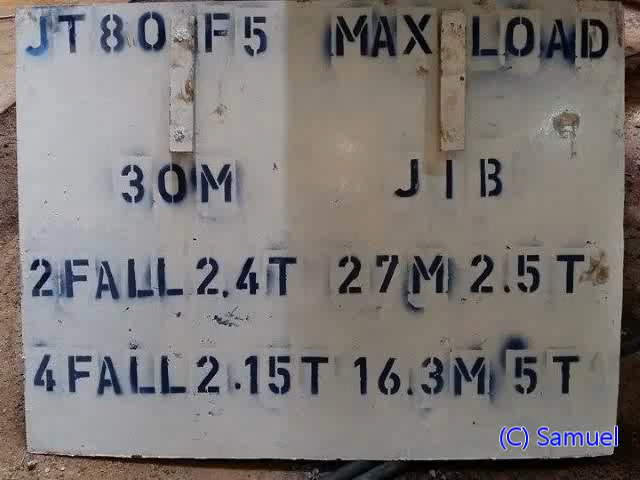 JT80 F5 MAX LOAD
30M JIB
2FALL 2.4T 27M 2.5T
4FALL 2.15T 16.3M 5T
(C) Samuel